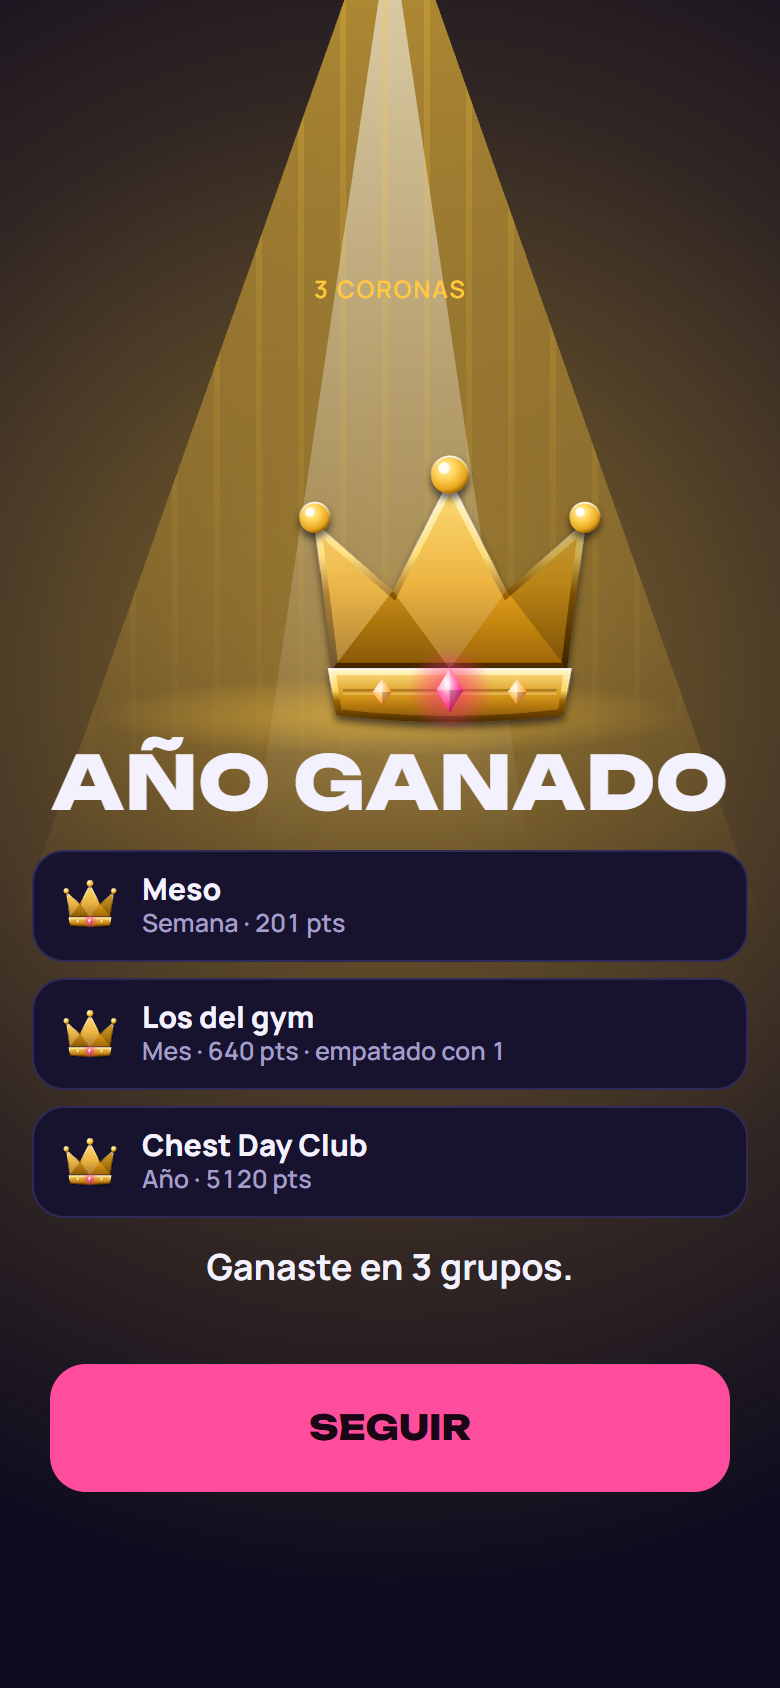 3 CORONAS
AÑO GANADO
Meso
Semana · 201 pts
Los del gym
Mes · 640 pts · empatado con 1
Chest Day Club
Año · 5120 pts
Ganaste en 3 grupos.
SEGUIR